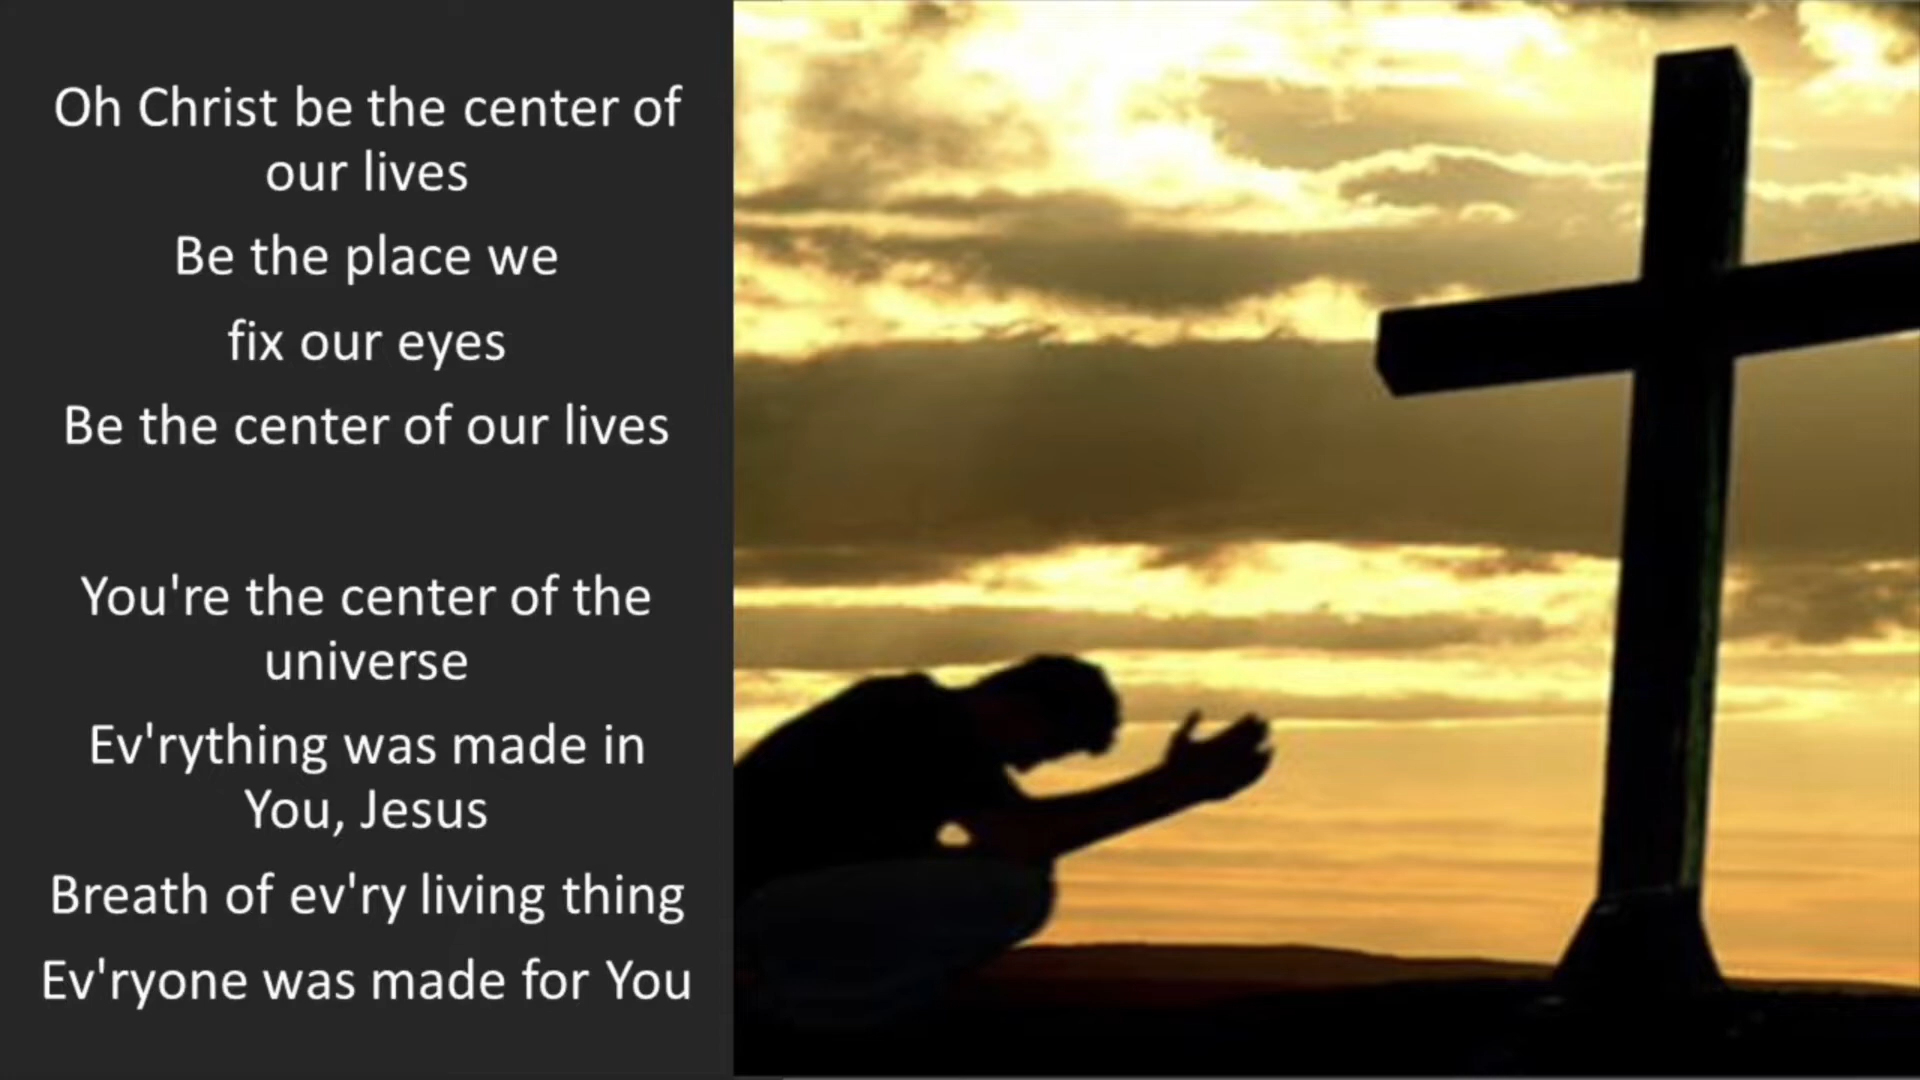 Oh Christ be the center of
our lives
Be the place we
fix our eyes
Be the center of our lives
You're the center of the
universe
Ev'rything was made in
You, Jesus
Breath of ev'ry living thing
Ev'ryone was made for You